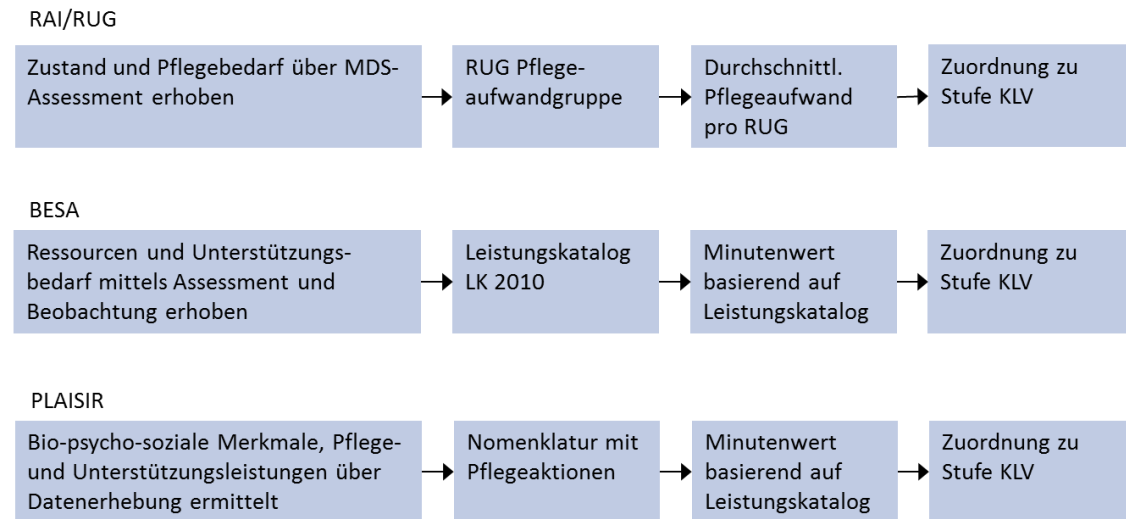 RAI/RUG
Zustand und Pflegebedarf über MDS-
Assessment erhoben
RUG Pflege-
aufwandgruppe
Durchschnittl.
Pflegeaufwand
pro RUG
Zuordnung zu
Stufe KLV
BESA
Ressourcen und Unterstützungs-
bedarf mittels Assessment und
Beobachtung erhoben
Leistungskatalog
LK 2010
Minutenwert
basierend auf
Leistungskatalog
Zuordnung zu
Stufe KLV
PLAISIR
Bio-psycho-soziale Merkmale, Pflege-
und Unterstützungsleistungen über
Datenerhebung ermittelt
Nomenklatur mit
Pflegeaktionen
Minutenwert
basierend auf
Leistungskatalog
Zuordnung zu
Stufe KLV